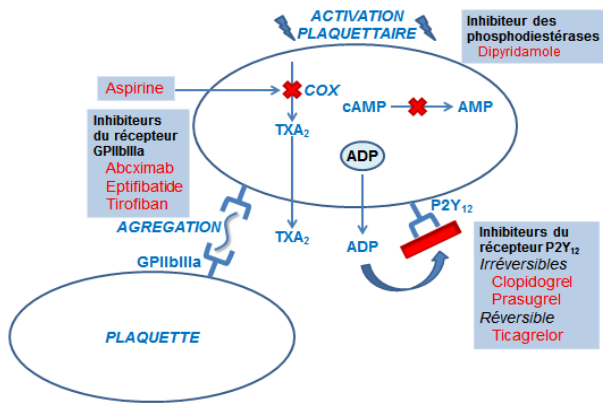 ACTIVATION
PLAQUETTAIRE
Inhibiteur des
phosphodiestérases
Dipyridamole
Aspirine
COX
cAMP
AMP
TXA2
Inhibiteurs
du récepteur
GPIIbIIIa
Abcximab
Eptifibatide
Tirofiban
ADP
P2Y12
AGREGATION
TXA2
ADP
GPIIbIIIa
Inhibiteurs du
récepteur P2Y12
Irréversibles
Clopidogrel
Prasugrel
Réversible
Ticagrelor
PLAQUETTE